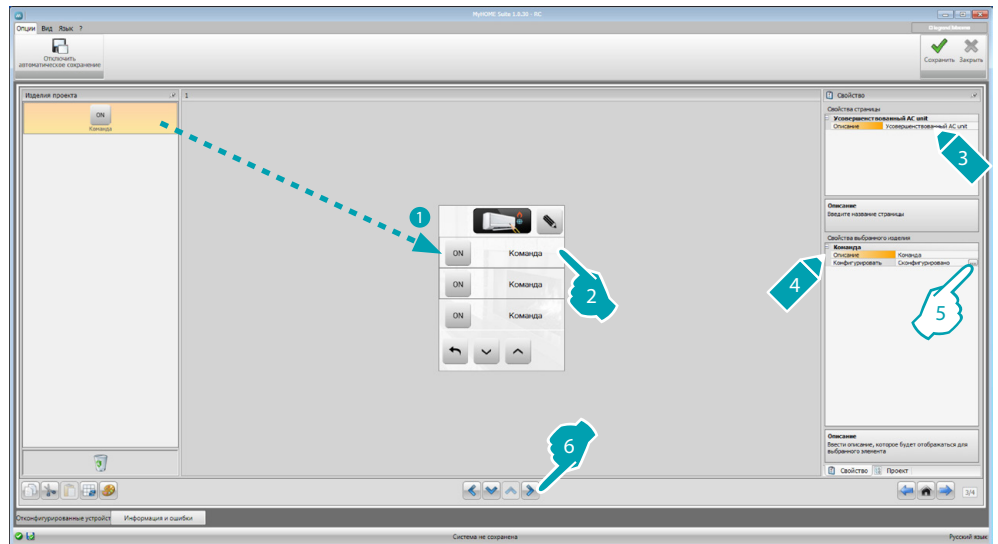 MyHOME Suite 1.0.20 - RC
Опции Вид Язык ?
Отключить
автоматическое сохранение
Сохранить Закрыть
Изделия проекта
1
Свойство
ON
Команда
Свойства страницы
Усовершенствованный AC unit
Описание Усовершенствованный AC unit
3
Описание
Введите название страницы
1
ON Команда
2
ON Команда
ON Команда
Свойства выбранного изделия
Команда
Описание Команда
Конфигурировать Сконфигурировано ...
4
5
6
Описание
Ввести описание, которое будет отображаться для
выбранного элемента
Свойство Проект
3/4
Отконфигурированные устройст Информация и ошибки
Система не сохранена
Русский язык